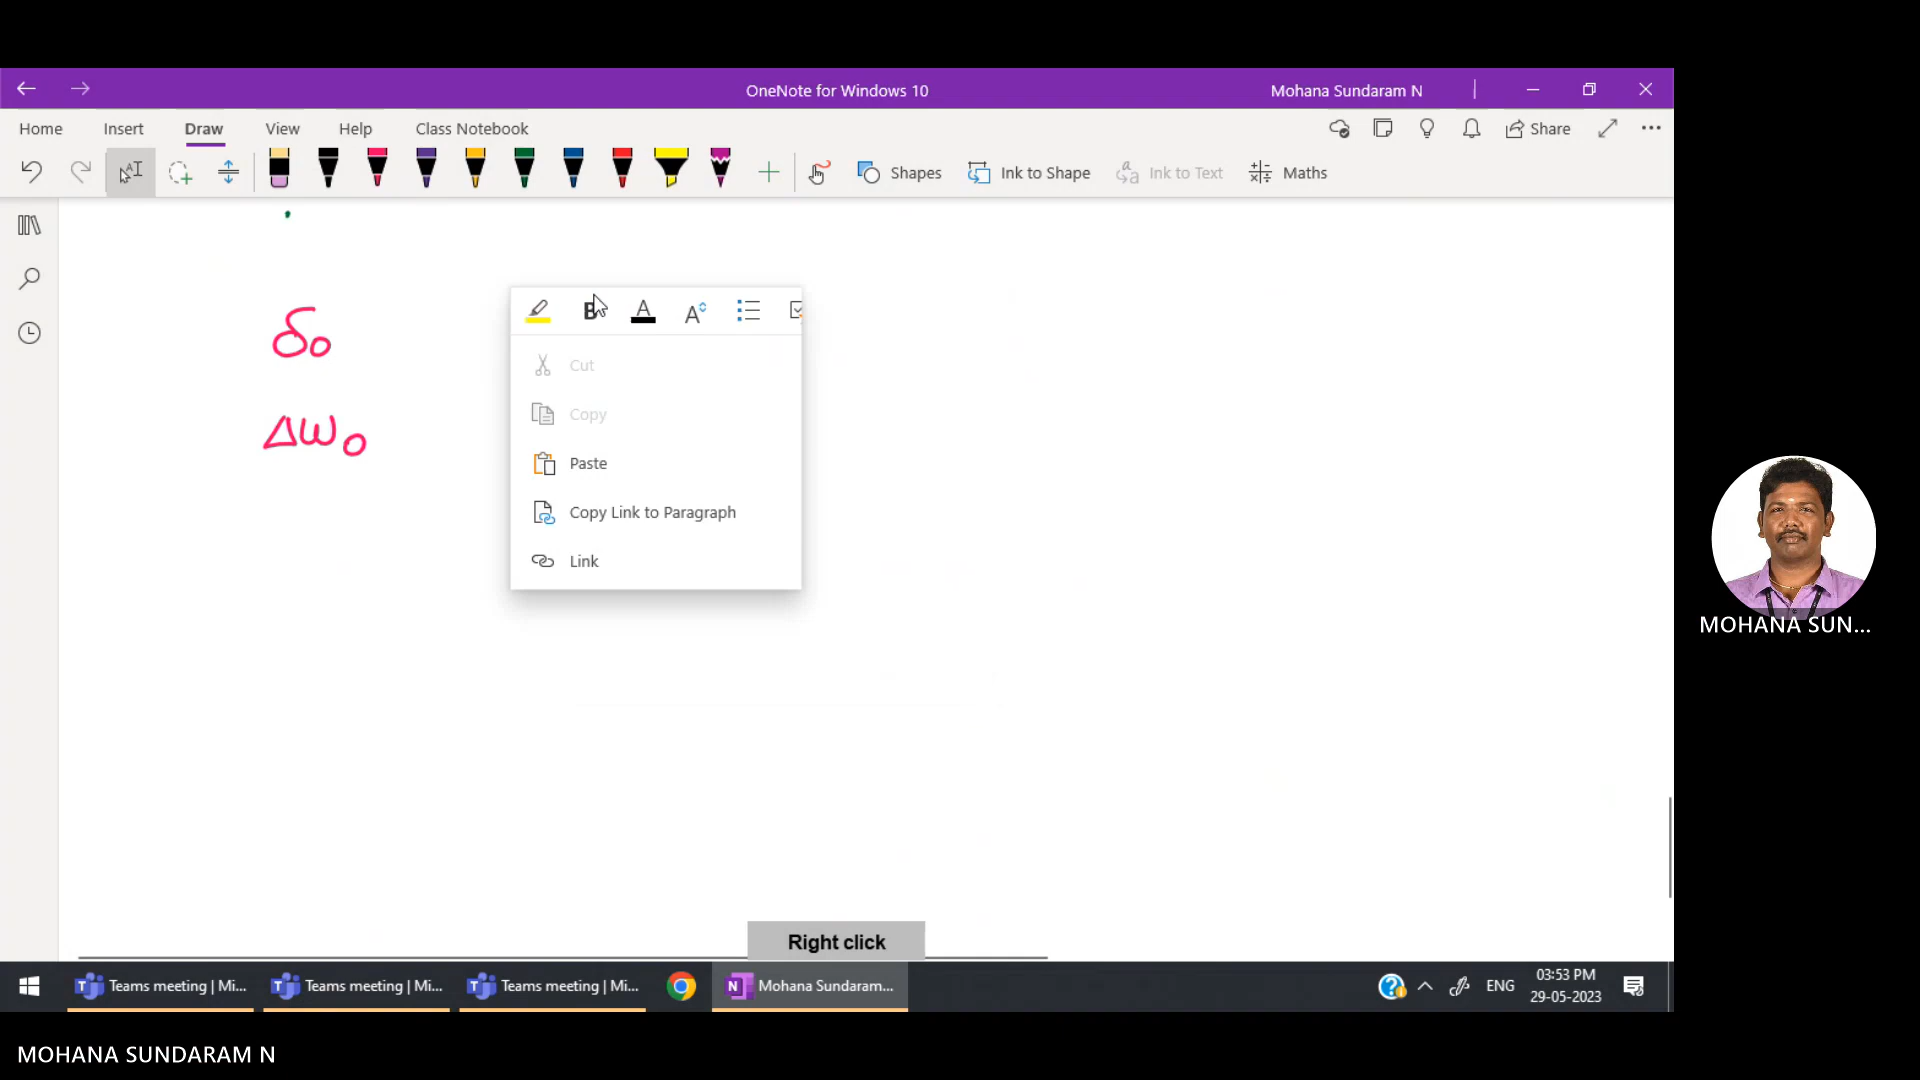 OneNote for Windows 10
Mohana Sundaram N
Home Insert Draw View Help Class Notebook
Share
Shapes Ink to Shape Ink to Text Maths
δ₀
Δω₀
Cut
Copy
Paste
Copy Link to Paragraph
Link
MOHANA SUN...
Right click
Teams meeting | Mi... Teams meeting | Mi... Teams meeting | Mi... Mohana Sundaram...
ENG
03:53 PM
29-05-2023
MOHANA SUNDARAM N